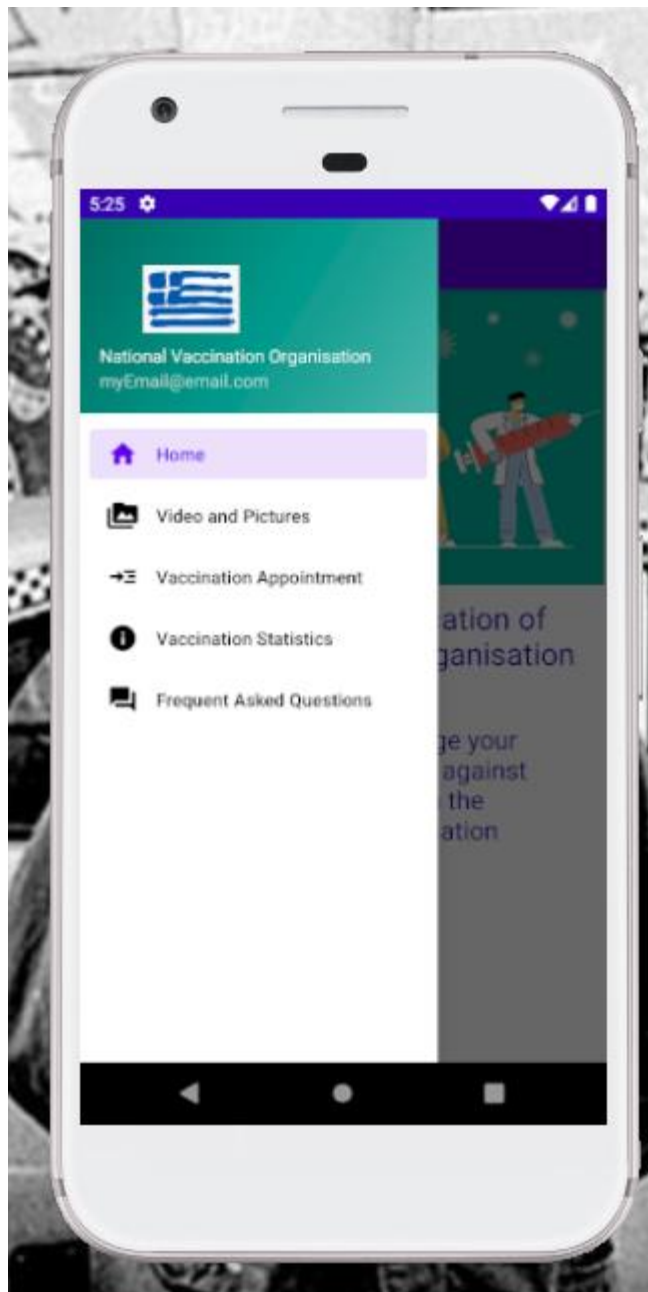 5:25
National Vaccination Organisation
myEmail@email.com
Home
Video and Pictures
Vaccination Appointment
Vaccination Statistics
Frequent Asked Questions
ation of
ganisation
ge your
against
the
ation